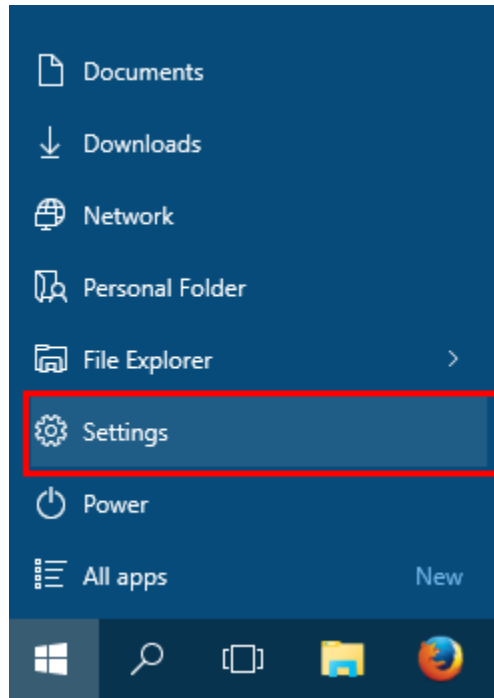 Documents
Downloads
Network
Personal Folder
File Explorer
Settings
Power
All apps New